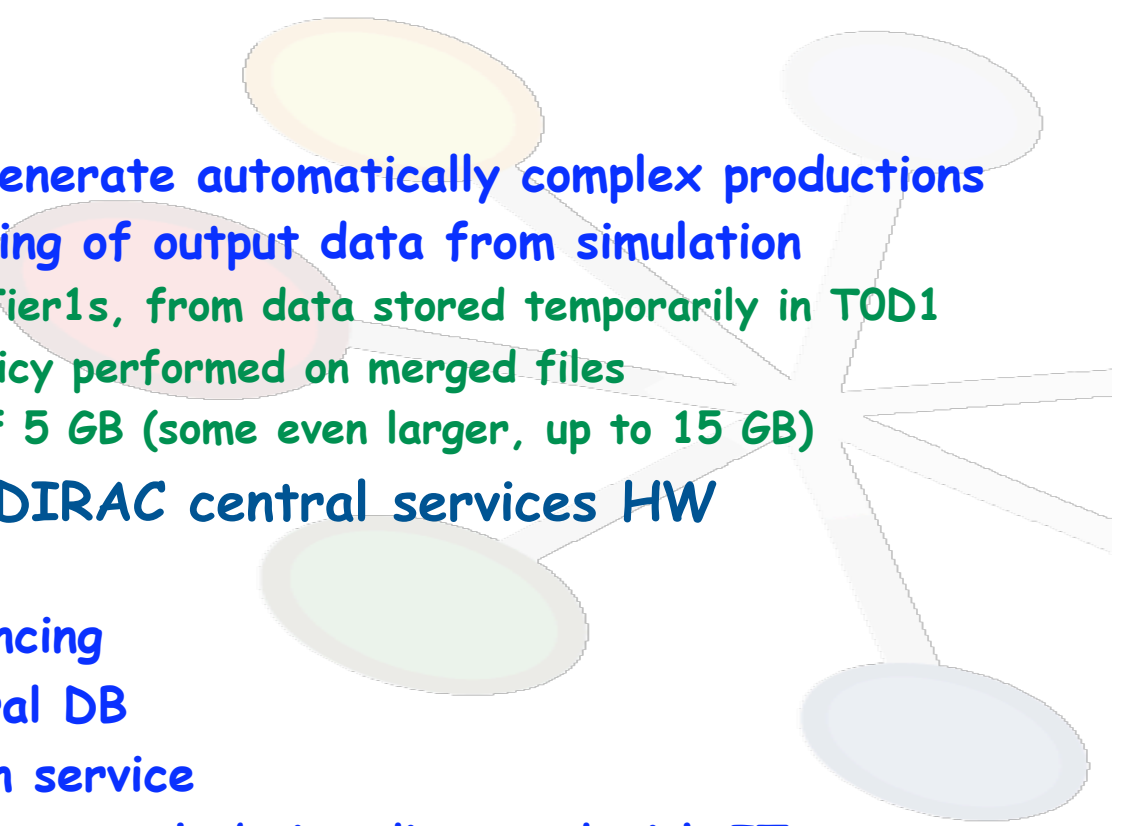 enerate automatically complex productions
ing of output data from simulation
Tier1s, from data stored temporarily in T0D1
icy performed on merged files
5 GB (some even larger, up to 15 GB)
DIRAC central services HW
ncing
al DB
service